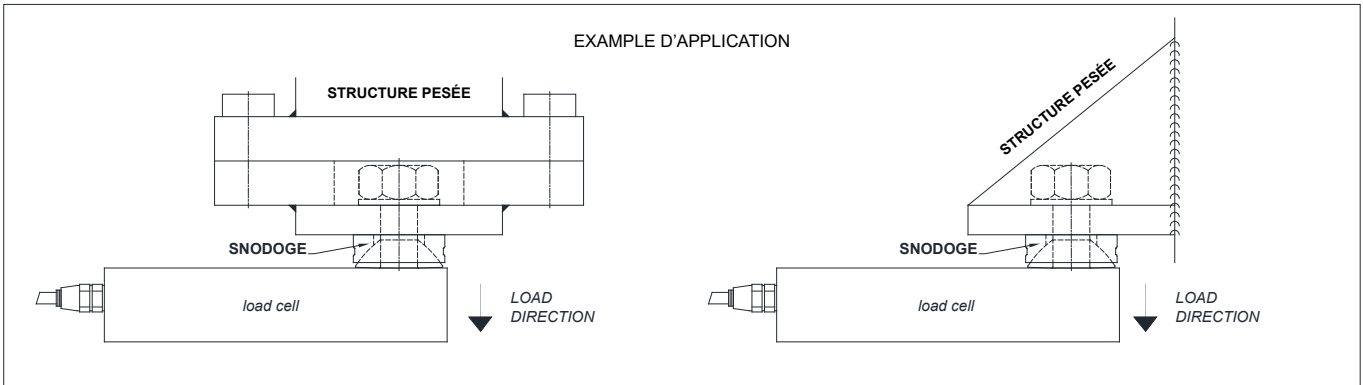 EXAMPLE D'APPLICATION
STRUCTURE PESÉE
SNODOGE
load cell
LOAD
DIRECTION
STRUCTURE PESÉE
SNODOGE
load cell
LOAD
DIRECTION